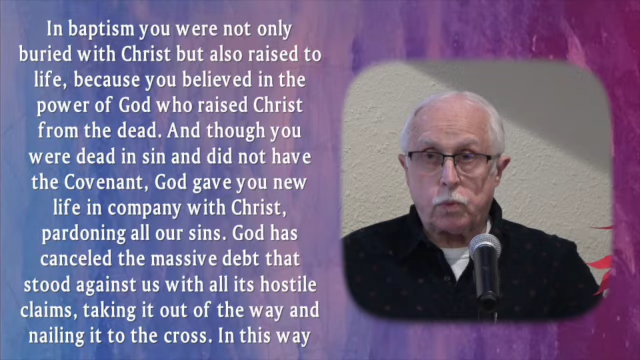 In baptism you were not only
buried with Christ but also raised to
life, because you believed in the
power of God who raised Christ
from the dead. And though you
were dead in sin and did not have
the Covenant, God gave you new
life in company with Christ,
pardoning all our sins. God has
canceled the massive debt that
stood against us with all its hostile
claims, taking it out of the way and
nailing it to the cross. In this way